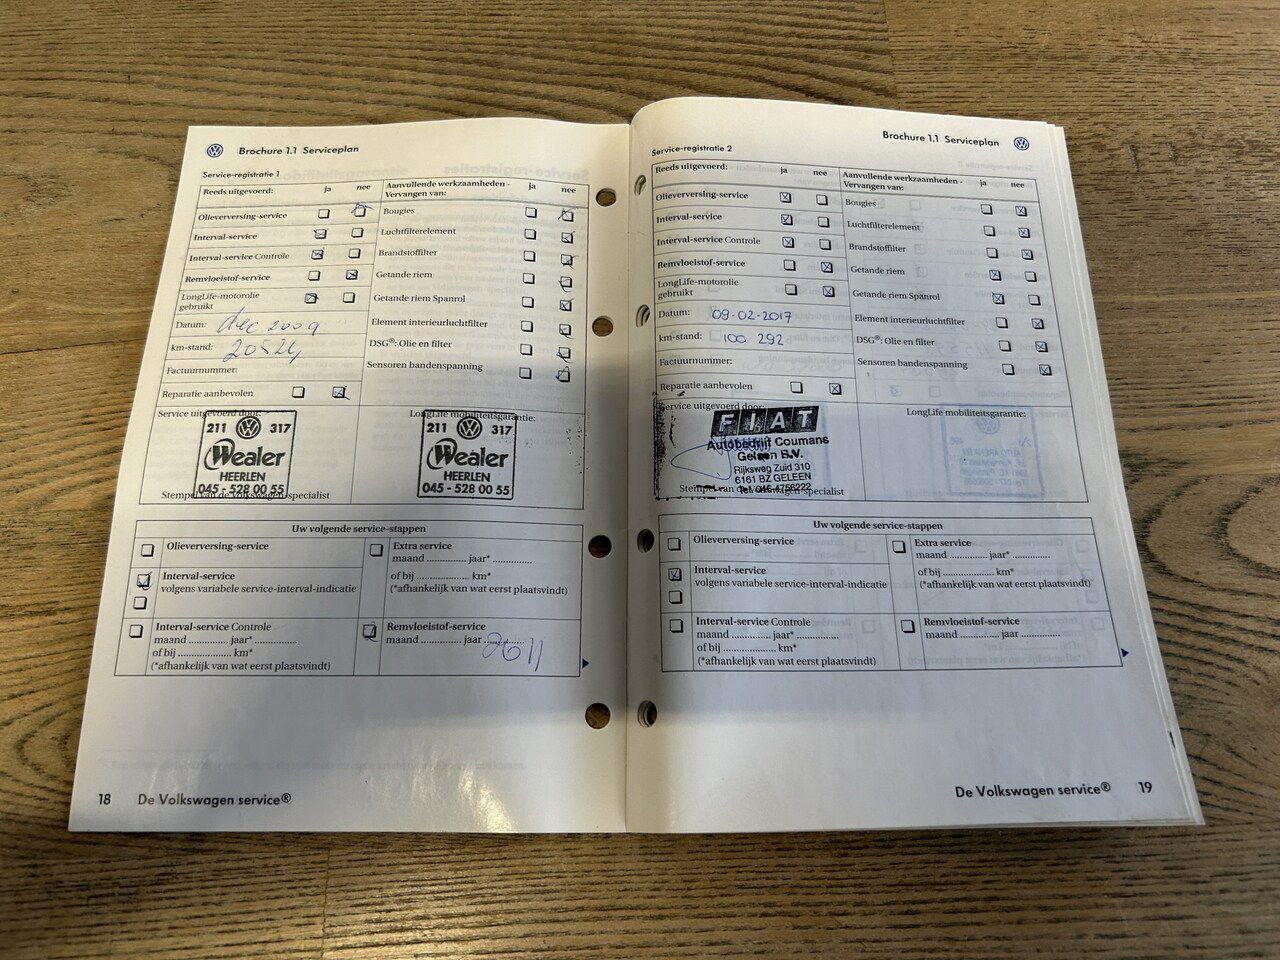 Brochure 1.1 Serviceplan
Service-registratie 1
Reeds uitgevoerd: ja nee
Olieverversing-service
Interval-service
Interval-service Controle
Remvloeistof-service
LongLife-motorolie
gebruikt
Datum: dec 2009
km-stand:
Factuurnummer:
Reparatie aanbevolen
Aanvullende werkzaamheden - ja nee
Vervangen van:
Bougies
Luchtfilterelement
Brandstoffilter
Getande riem
Getande riem Spanrol
Element interieurluchtfilter
DSG®: Olie en filter
Sensoren bandenspanning
Service uitgevoerd door:
211 317
Wealer
HEERLEN
045 - 528 00 55
Stempel van de Volkswagen-specialist
LongLife mobiliteitsgarantie:
211 317
Wealer
HEERLEN
045 - 528 00 55
Uw volgende service-stappen
Olieverversing-service
Interval-service
volgens variabele service-interval-indicatie
Interval-service Controle
maand ............ jaar* ..............
of bij .................... km*
(*afhankelijk van wat eerst plaatsvindt)
Extra service
maand ............ jaar* .............
of bij .................... km*
(*afhankelijk van wat eerst plaatsvindt)
Remvloeistof-service
maand ............ jaar 2011
18 De Volkswagen service®
Brochure 1.1 Serviceplan
Service-registratie 2
Reeds uitgevoerd: ja nee
Olieverversing-service
Interval-service
Interval-service Controle
Remvloeistof-service
LongLife-motorolie
gebruikt
Datum: 09-02-2017
km-stand: 100 292
Factuurnummer:
Reparatie aanbevolen
Aanvullende werkzaamheden - ja nee
Vervangen van:
Bougies
Luchtfilterelement
Brandstoffilter
Getande riem
Getande riem Spanrol
Element interieurluchtfilter
DSG®: Olie en filter
Sensoren bandenspanning
Service uitgevoerd door:
FIAT
Autobedrijf Coumans
Geleen B.V.
Rijksweg Zuid 310
6161 BZ GELEEN
Tel. 046-4756222
Stempel van de Volkswagen-specialist
LongLife mobiliteitsgarantie:
Uw volgende service-stappen
Olieverversing-service
Interval-service
volgens variabele service-interval-indicatie
Interval-service Controle
maand ............ jaar* ..............
of bij .................... km*
(*afhankelijk van wat eerst plaatsvindt)
Extra service
maand ............ jaar* .............
of bij .................... km*
(*afhankelijk van wat eerst plaatsvindt)
Remvloeistof-service
maand ............ jaar .............
De Volkswagen service® 19